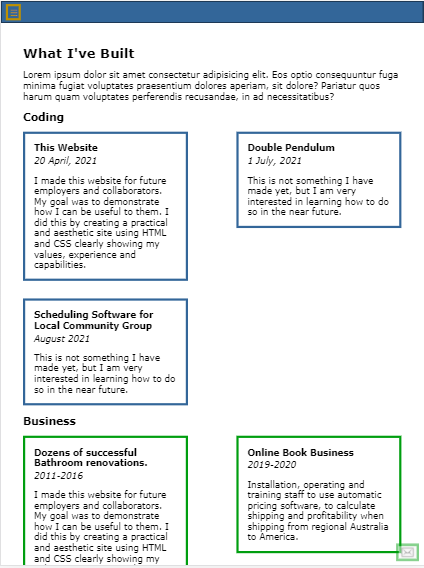 What I've Built
Lorem ipsum dolor sit amet consectetur adipisicing elit. Eos optio consequuntur fuga
minima fugiat voluptates praesentium dolores aperiam, sit dolore? Pariatur quos
harum quam voluptates perferendis recusandae, in ad necessitatibus?
Coding
This Website
20 April, 2021
I made this website for future
employers and collaborators.
My goal was to demonstrate
how I can be useful to them. I
did this by creating a practical
and aesthetic site using HTML
and CSS clearly showing my
values, experience and
capabilities.
Double Pendulum
1 July, 2021
This is not something I have
made yet, but I am very
interested in learning how to do
so in the near future.
Scheduling Software for
Local Community Group
August 2021
This is not something I have
made yet, but I am very
interested in learning how to do
so in the near future.
Business
Dozens of successful
Bathroom renovations.
2011-2016
I made this website for future
employers and collaborators.
My goal was to demonstrate
how I can be useful to them. I
did this by creating a practical
and aesthetic site using HTML
and CSS clearly showing my
Online Book Business
2019-2020
Installation, operating and
training staff to use automatic
pricing software, to calculate
shipping and profitability when
shipping from regional Australia
to America.